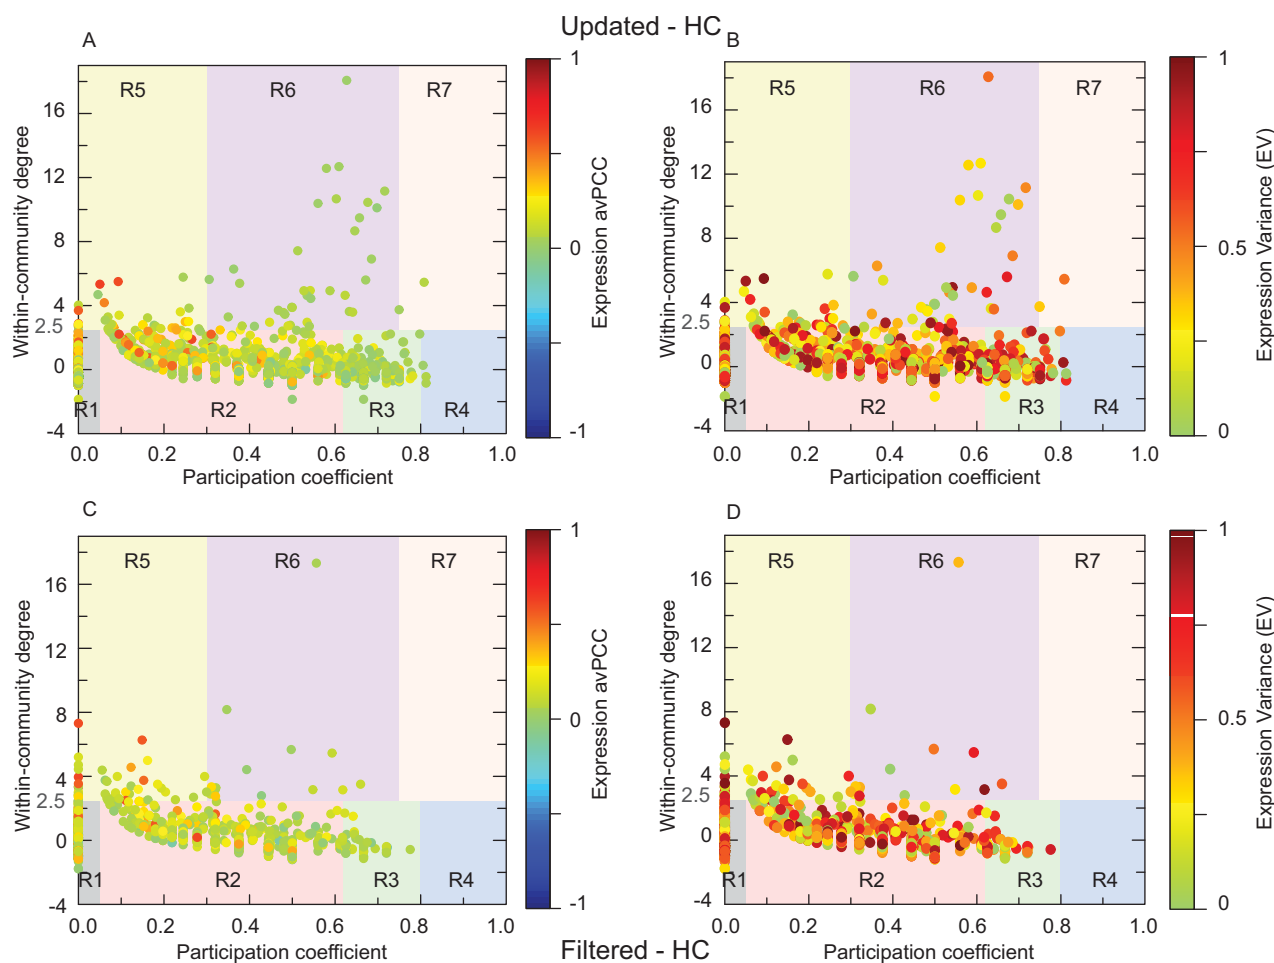 Updated - HC
A
B
R5
R6
R7
R1
R2
R3
R4
16
12
8
4
2.5
0
-4
0.0
0.2
0.4
0.6
0.8
1.0
Within-community degree
Participation coefficient
1
0
-1
Expression avPCC
R5
R6
R7
R1
R2
R3
R4
16
12
8
4
2.5
0
-4
0.0
0.2
0.4
0.6
0.8
1.0
Within-community degree
Participation coefficient
1
0.5
0
Expression Variance (EV)
C
D
R5
R6
R7
R1
R2
R3
R4
16
12
8
4
2.5
0
-4
0.0
0.2
0.4
0.6
0.8
1.0
Within-community degree
Participation coefficient
1
0
-1
Expression avPCC
R5
R6
R7
R1
R2
R3
R4
16
12
8
4
2.5
0
-4
0.0
0.2
0.4
0.6
0.8
1.0
Within-community degree
Participation coefficient
1
0.5
0
Expression Variance (EV)
Filtered - HC